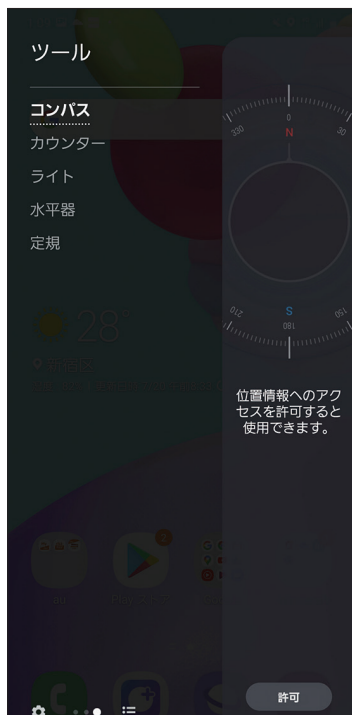 ツール
コンパス
カウンター
ライト
水平器
定規
330
0
30
N
28°
S
210
180
150
位置情報へのアク
セスを許可すると
使用できます。
2
許可